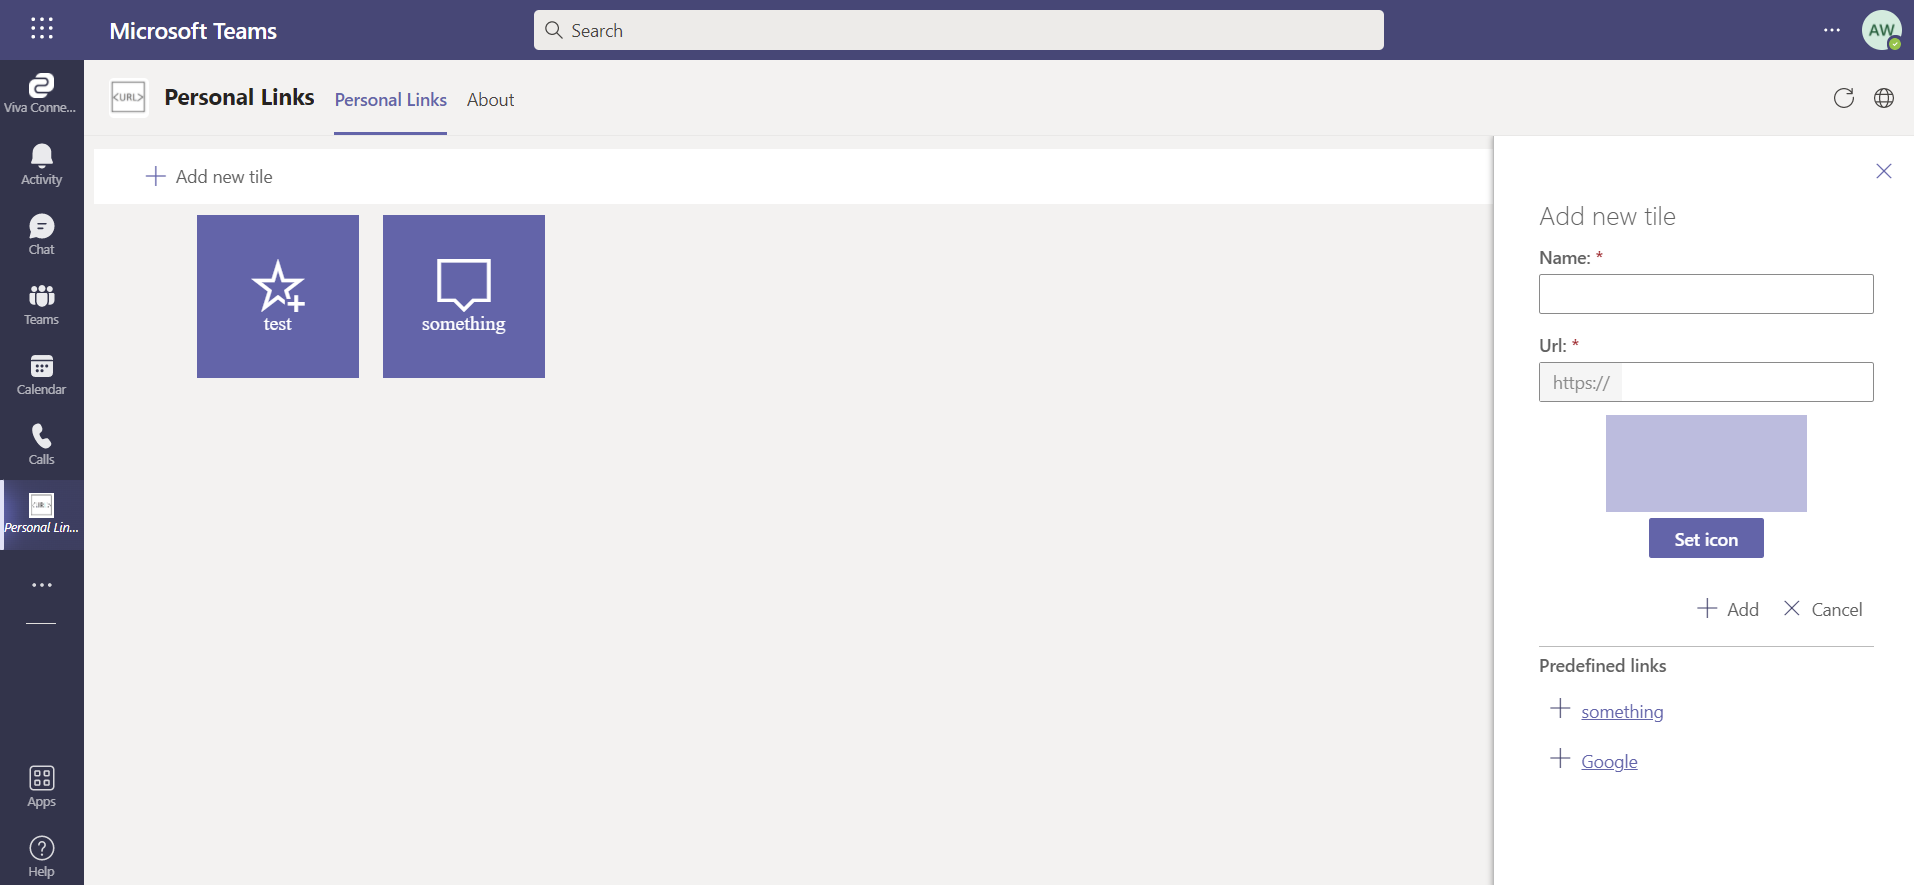 Microsoft Teams
Search
AW
Viva Conne...
<URL>
Personal Links
Personal Links
About
Activity
Chat
Teams
Calendar
Calls
Personal Lin...
Apps
Help
Add new tile
test
something
Add new tile
Name: *
Url: *
https://
Set icon
Add
Cancel
Predefined links
something
Google